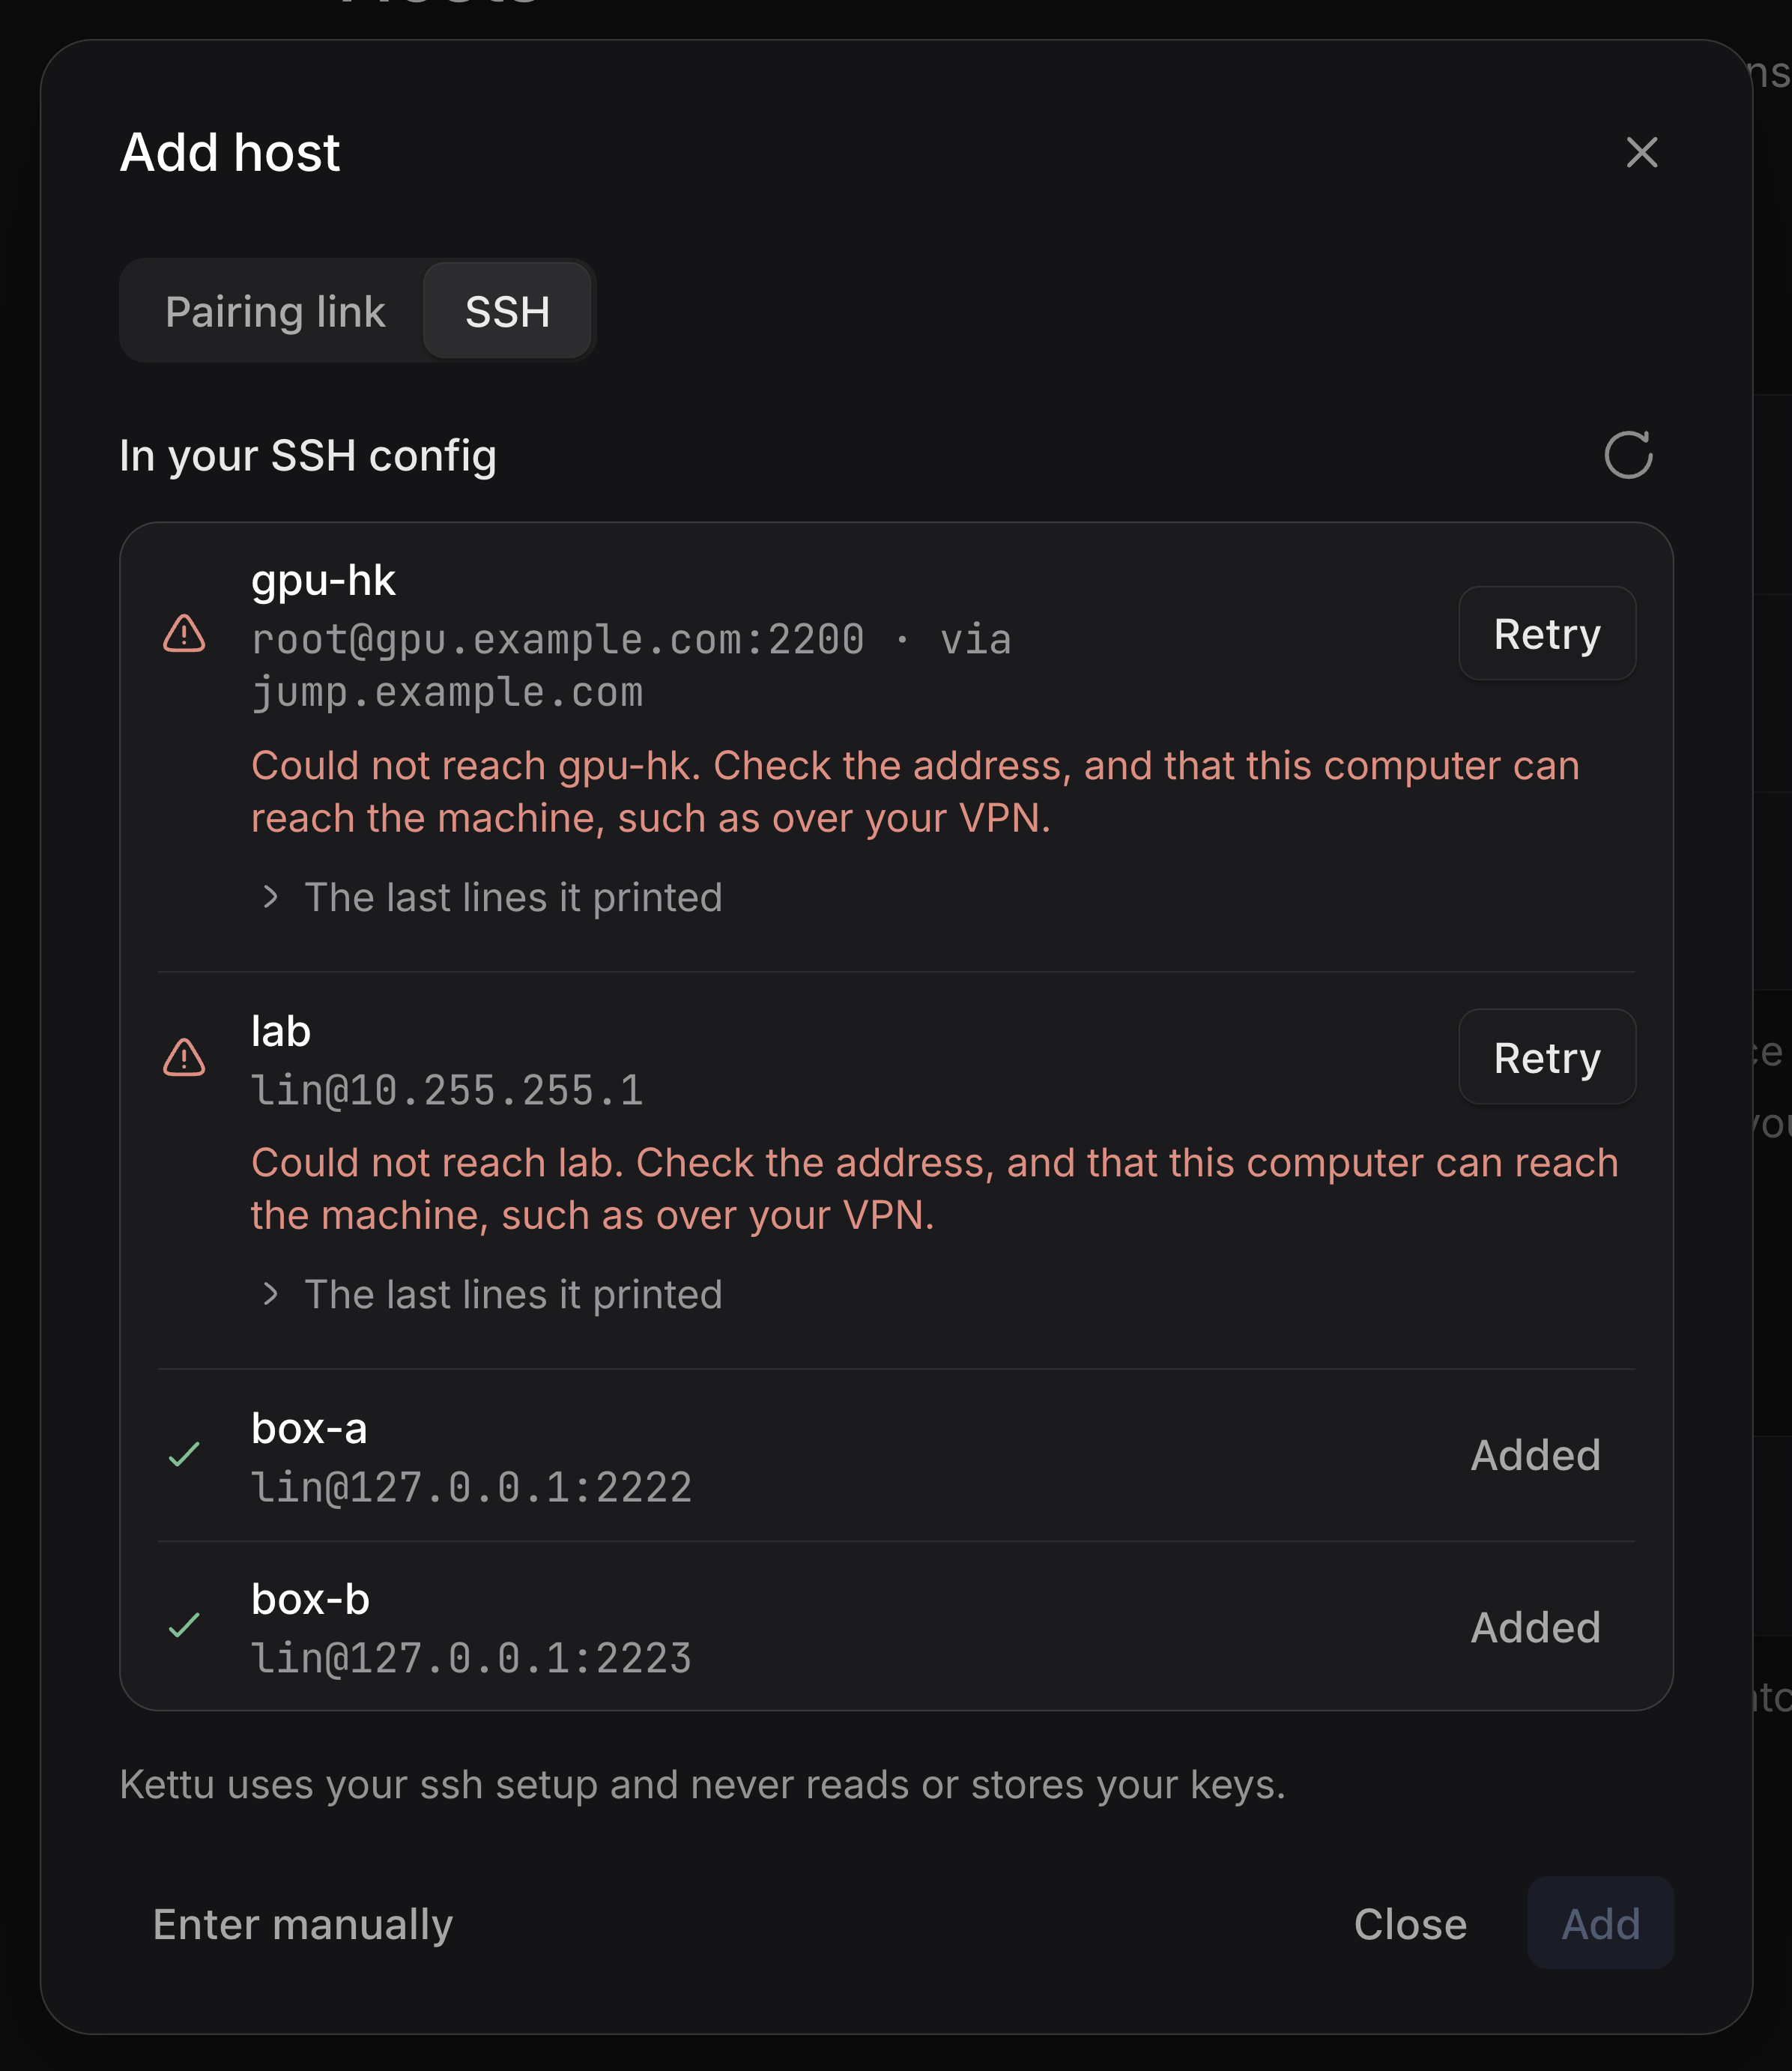 Add host
Pairing link
SSH
In your SSH config
gpu-hk
root@gpu.example.com:2200 · via
jump.example.com
Retry
Could not reach gpu-hk. Check the address, and that this computer can
reach the machine, such as over your VPN.
The last lines it printed
lab
lin@10.255.255.1
Retry
Could not reach lab. Check the address, and that this computer can reach
the machine, such as over your VPN.
The last lines it printed
box-a
lin@127.0.0.1:2222
Added
box-b
lin@127.0.0.1:2223
Added
Kettu uses your ssh setup and never reads or stores your keys.
Enter manually
Close
Add